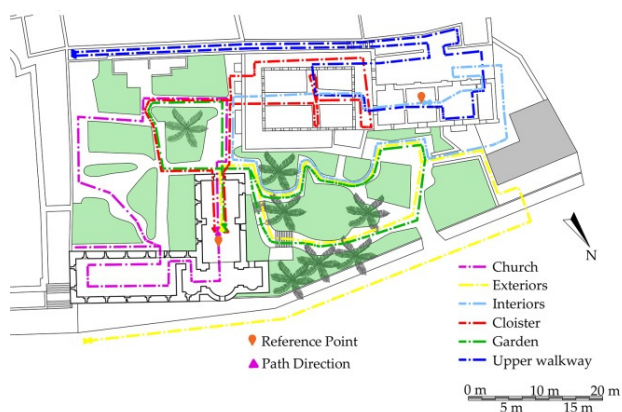 N
Church
Exteriors
Interiors
Cloister
Garden
Upper walkway
Reference Point
Path Direction
0 m 10 m 20 m
5 m 15 m